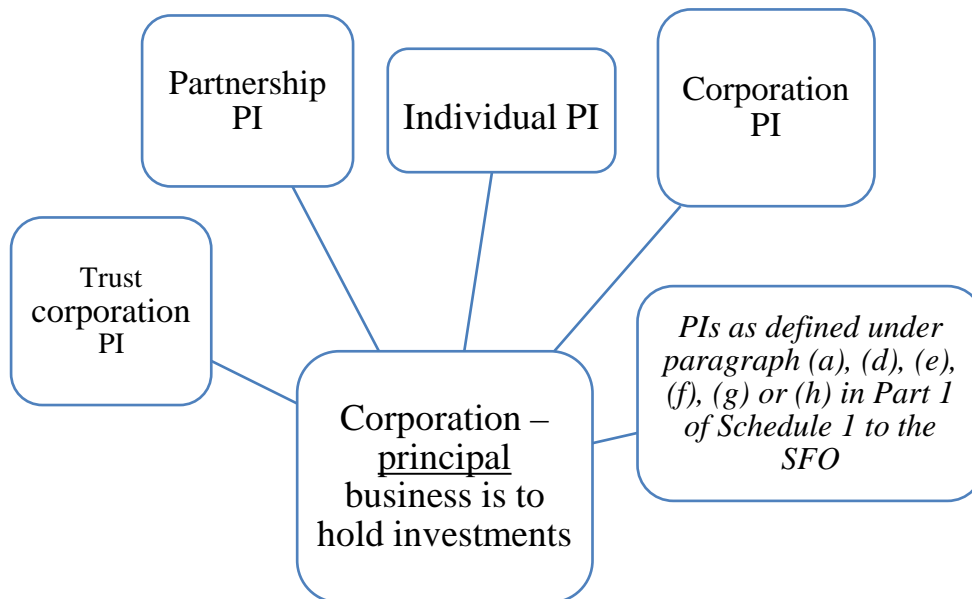 Partnership
PI
Individual PI
Corporation
PI
Trust
corporation
PI
PIs as defined under
paragraph (a), (d), (e),
(f), (g) or (h) in Part 1
of Schedule 1 to the
SFO
Corporation –
principal
business is to
hold investments